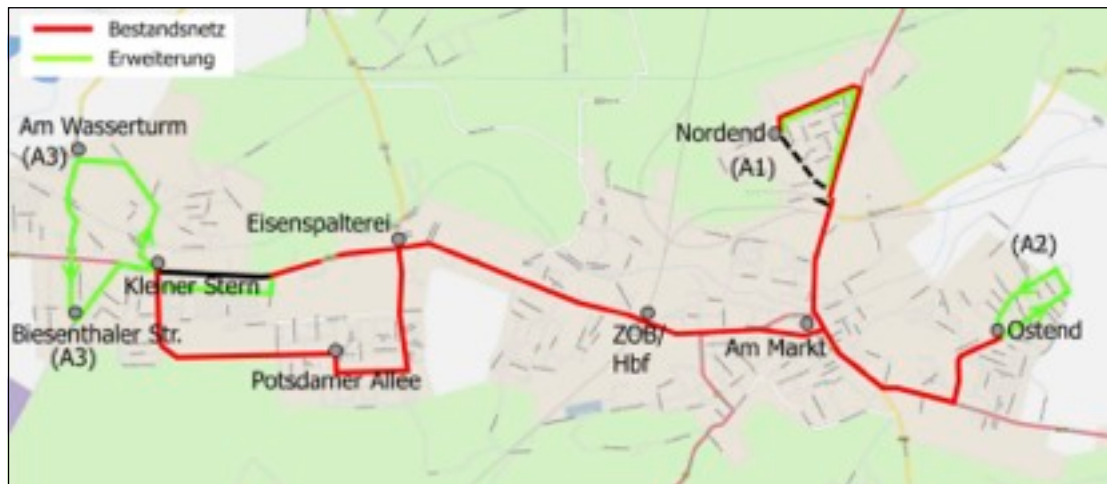 Bestandsnetz
Erweiterung
Am Wasserturm
(A3)
Nordend
(A1)
Eisenspalterei
(A2)
Kleiner Stern
Biesenthaler Str.
(A3)
ZOB/
Hbf
Am Markt
Ostend
Potsdamer Allee